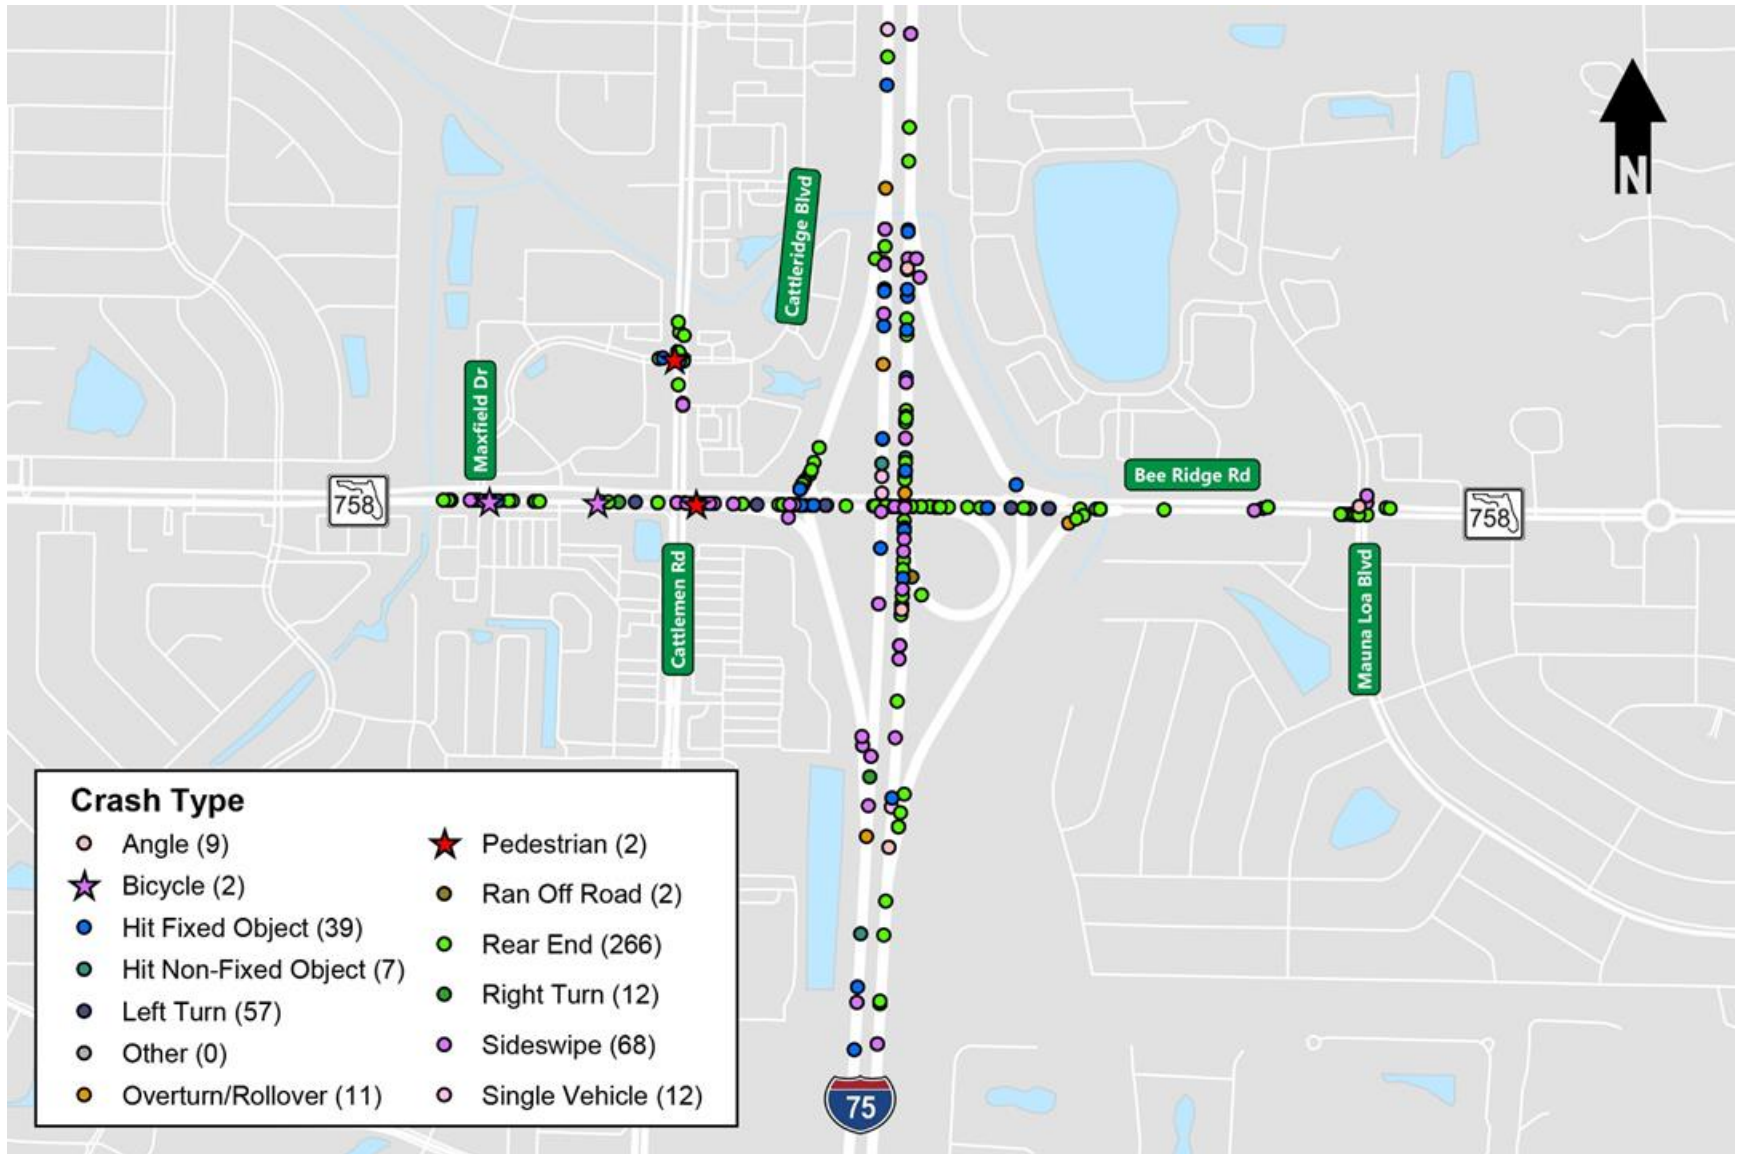 N
Cattleridge Blvd
Maxfield Dr
Bee Ridge Rd
758
758
Cattlemen Rd
Mauna Loa Blvd
Crash Type
Angle (9)
Bicycle (2)
Hit Fixed Object (39)
Hit Non-Fixed Object (7)
Left Turn (57)
Other (0)
Overturn/Rollover (11)
Pedestrian (2)
Ran Off Road (2)
Rear End (266)
Right Turn (12)
Sideswipe (68)
Single Vehicle (12)
75